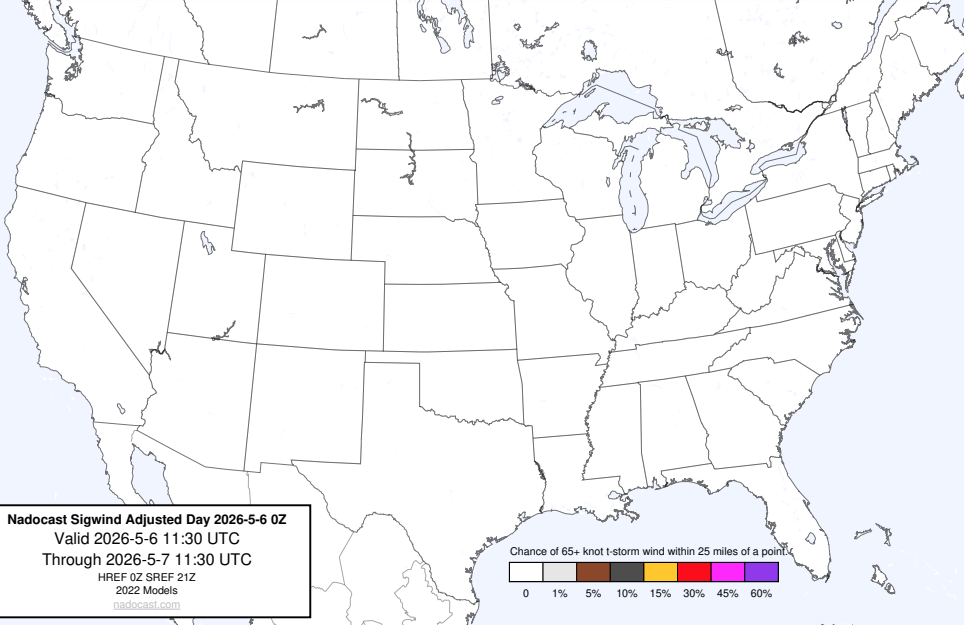 Nadocast Sigwind Adjusted Day 2026-5-6 0Z
Valid 2026-5-6 11:30 UTC
Through 2026-5-7 11:30 UTC
HREF 0Z SREF 21Z
2022 Models
nadocast.com
Chance of 65+ knot t-storm wind within 25 miles of a point.
0 1% 5% 10% 15% 30% 45% 60%